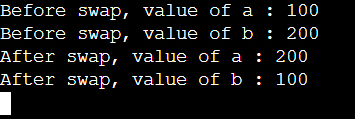 Before swap, value of a : 100
Before swap, value of b : 200
After swap, value of a : 200
After swap, value of b : 100